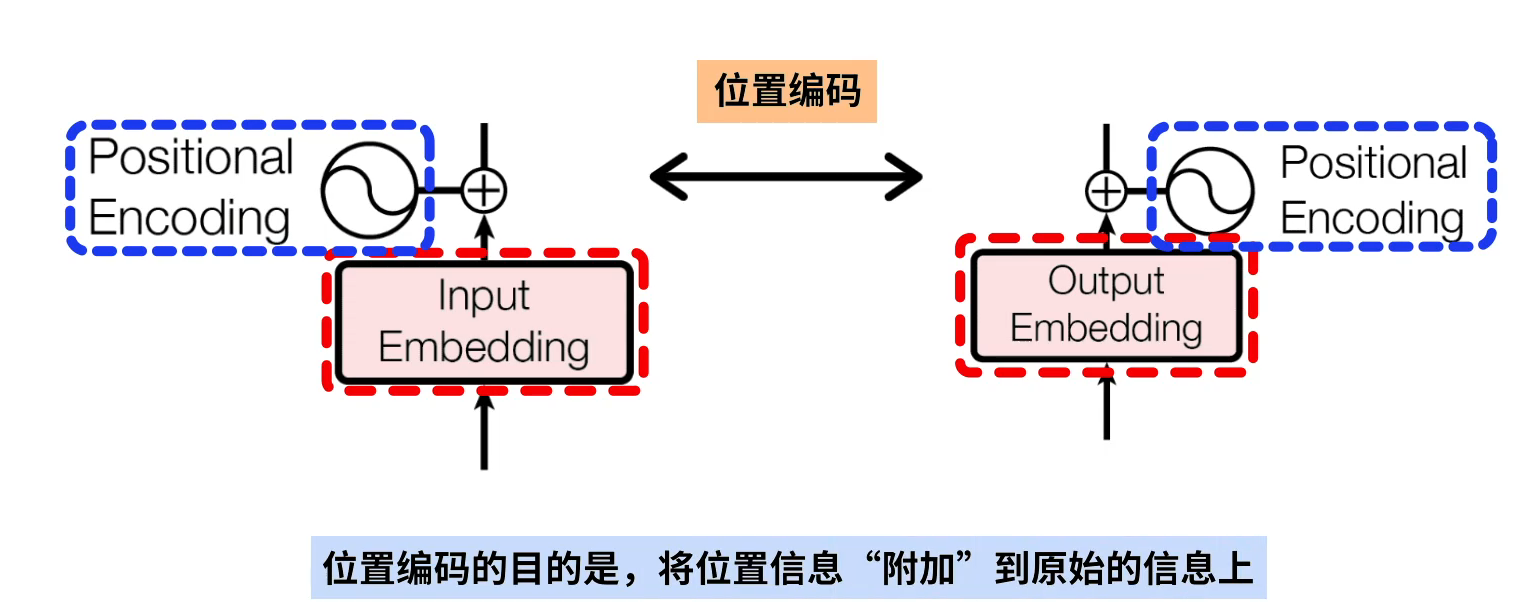 位置编码
Positional
Encoding
Input
Embedding
Positional
Encoding
Output
Embedding
位置编码的目的是，将位置信息“附加”到原始的信息上